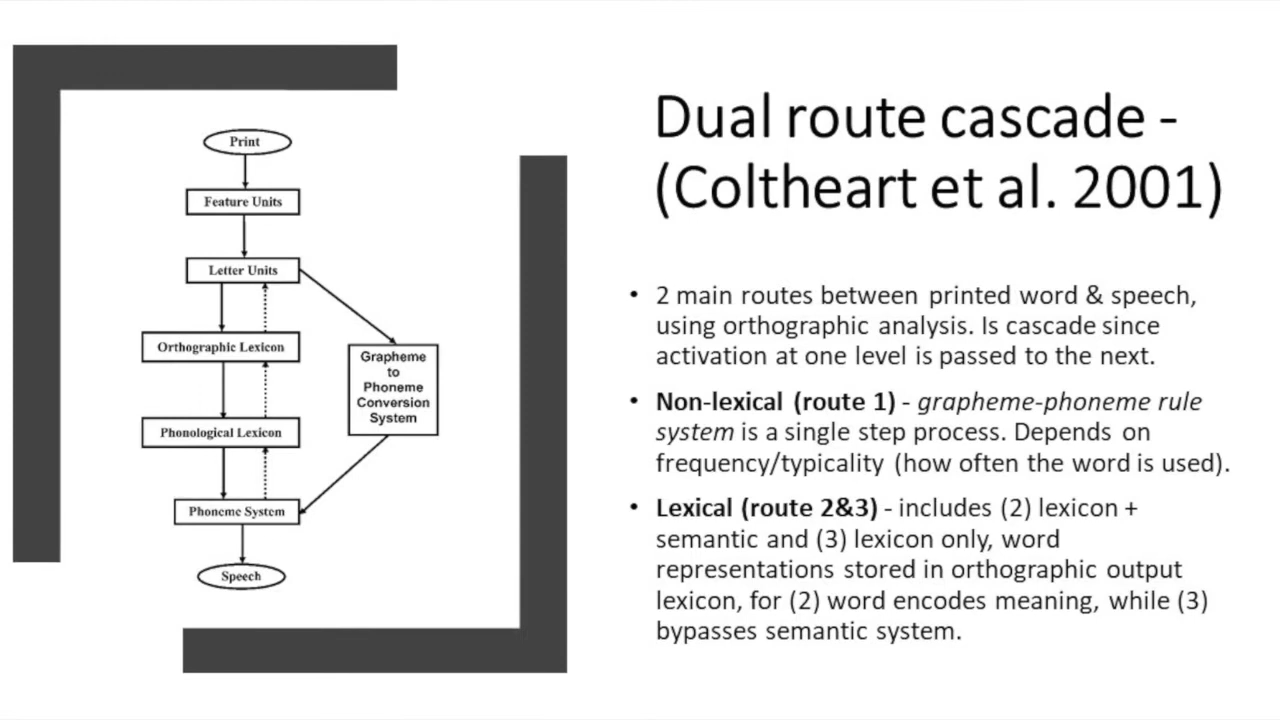 Print
Feature Units
Letter Units
Orthographic Lexicon
Grapheme
to
Phoneme
Conversion
System
Phonological Lexicon
Phoneme System
Speech
Dual route cascade -
(Coltheart et al. 2001)
• 2 main routes between printed word & speech,
using orthographic analysis. Is cascade since
activation at one level is passed to the next.
• Non-lexical (route 1) - grapheme-phoneme rule
system is a single step process. Depends on
frequency/typicality (how often the word is used).
• Lexical (route 2&3) - includes (2) lexicon +
semantic and (3) lexicon only, word
representations stored in orthographic output
lexicon, for (2) word encodes meaning, while (3)
bypasses semantic system.